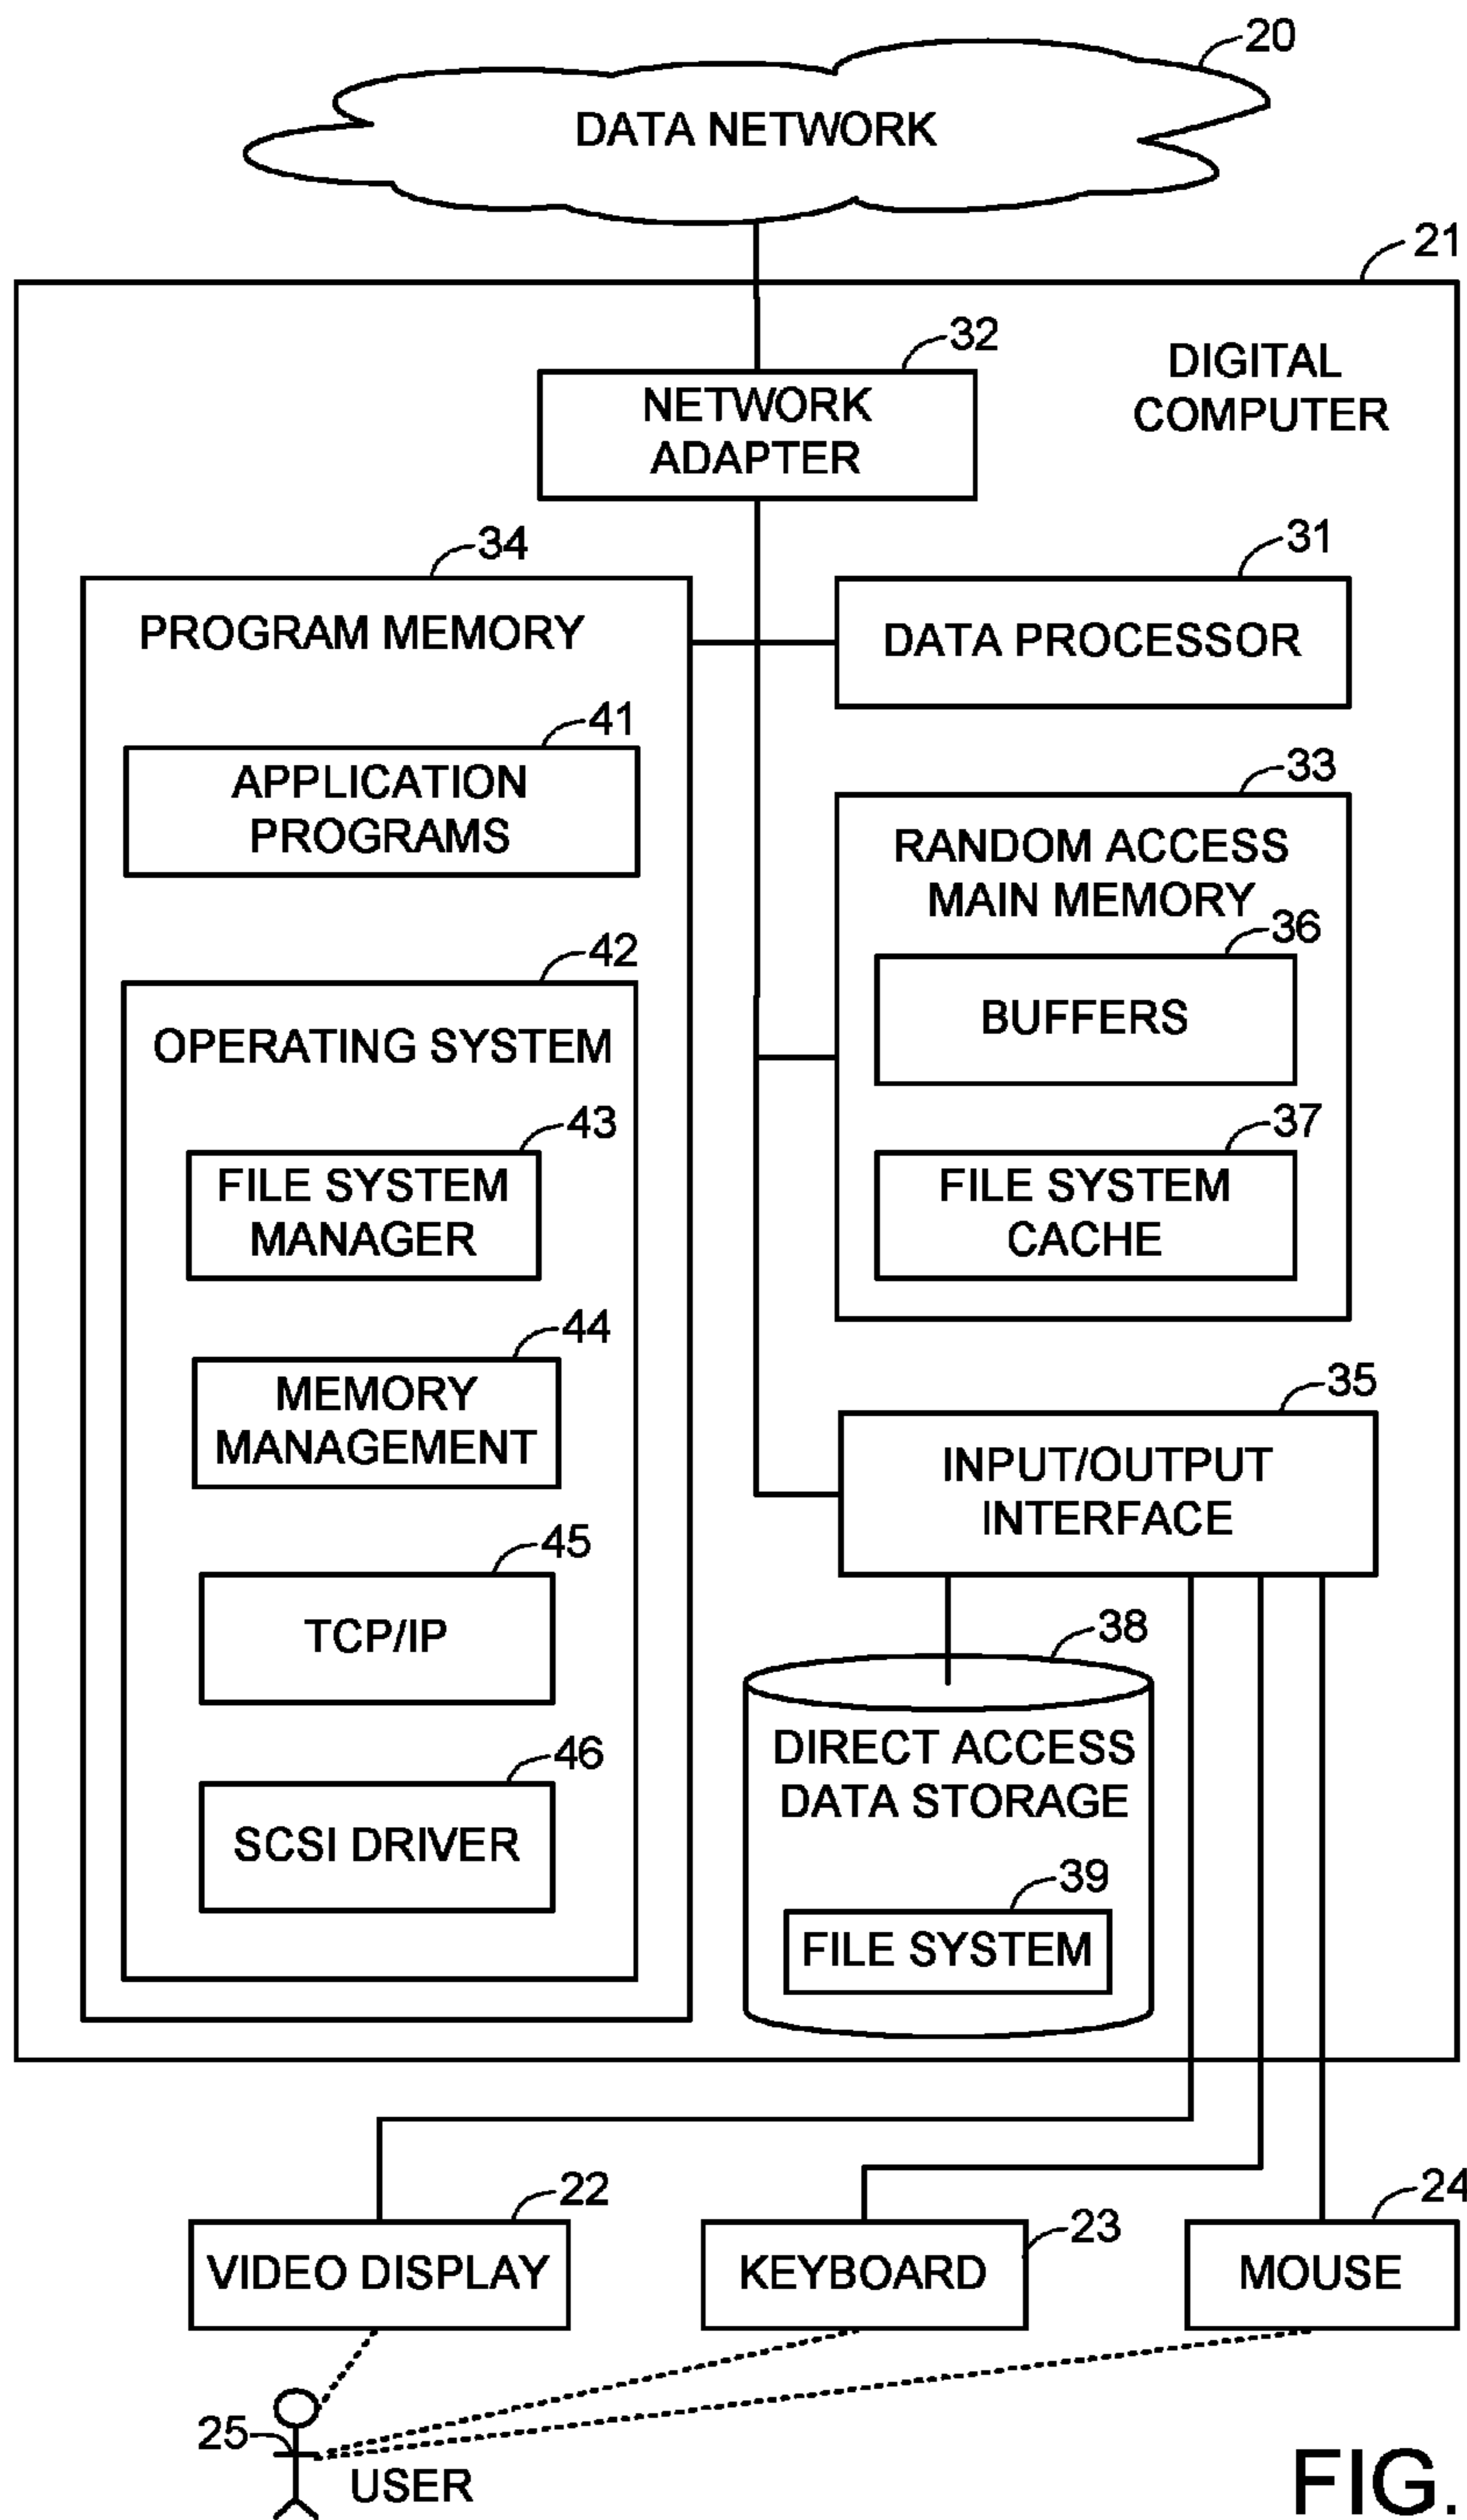 20
DATA NETWORK
21
32
DIGITAL
COMPUTER
NETWORK
ADAPTER
34
31
PROGRAM MEMORY
DATA PROCESSOR
41
APPLICATION
PROGRAMS
33
RANDOM ACCESS
MAIN MEMORY
36
BUFFERS
42
OPERATING SYSTEM
43
FILE SYSTEM
MANAGER
37
FILE SYSTEM
CACHE
44
MEMORY
MANAGEMENT
35
INPUT/OUTPUT
INTERFACE
45
TCP/IP
38
DIRECT ACCESS
DATA STORAGE
46
SCSI DRIVER
39
FILE SYSTEM
22
VIDEO DISPLAY
23
KEYBOARD
24
MOUSE
25
USER
FIG.